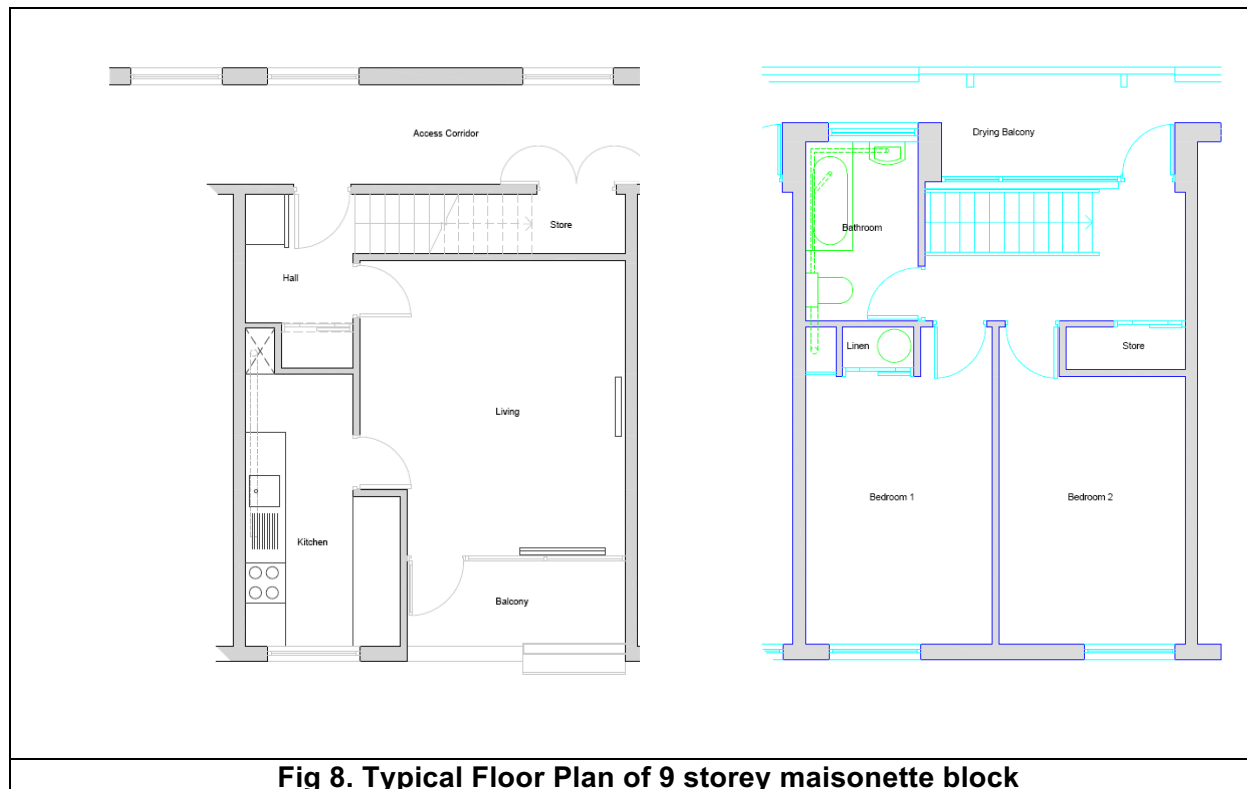 Access Corridor
Store
Hall
Living
Kitchen
Balcony
Drying Balcony
Bathroom
Linen
Store
Bedroom 1
Bedroom 2
Fig 8. Typical Floor Plan of 9 storey maisonette block